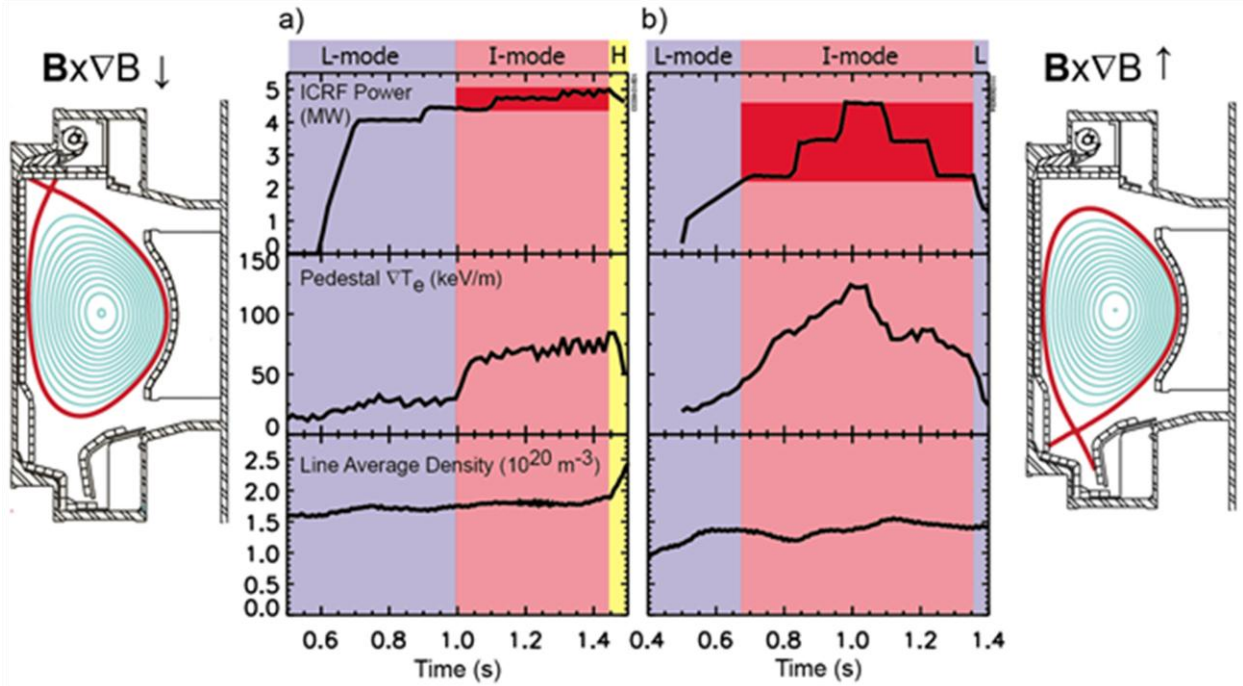 a)
b)
L-mode
I-mode
H
L-mode
I-mode
L
Bx∇B ↓
Bx∇B ↑
5
4
3
2
1
0
ICRF Power
(MW)
150
100
50
0
Pedestal ∇Te (keV/m)
2.5
2.0
1.5
1.0
0.5
0.0
Line Average Density (10^20 m^-3)
0.6 0.8 1.0 1.2 1.4
Time (s)
0.4 0.6 0.8 1.0 1.2 1.4
Time (s)